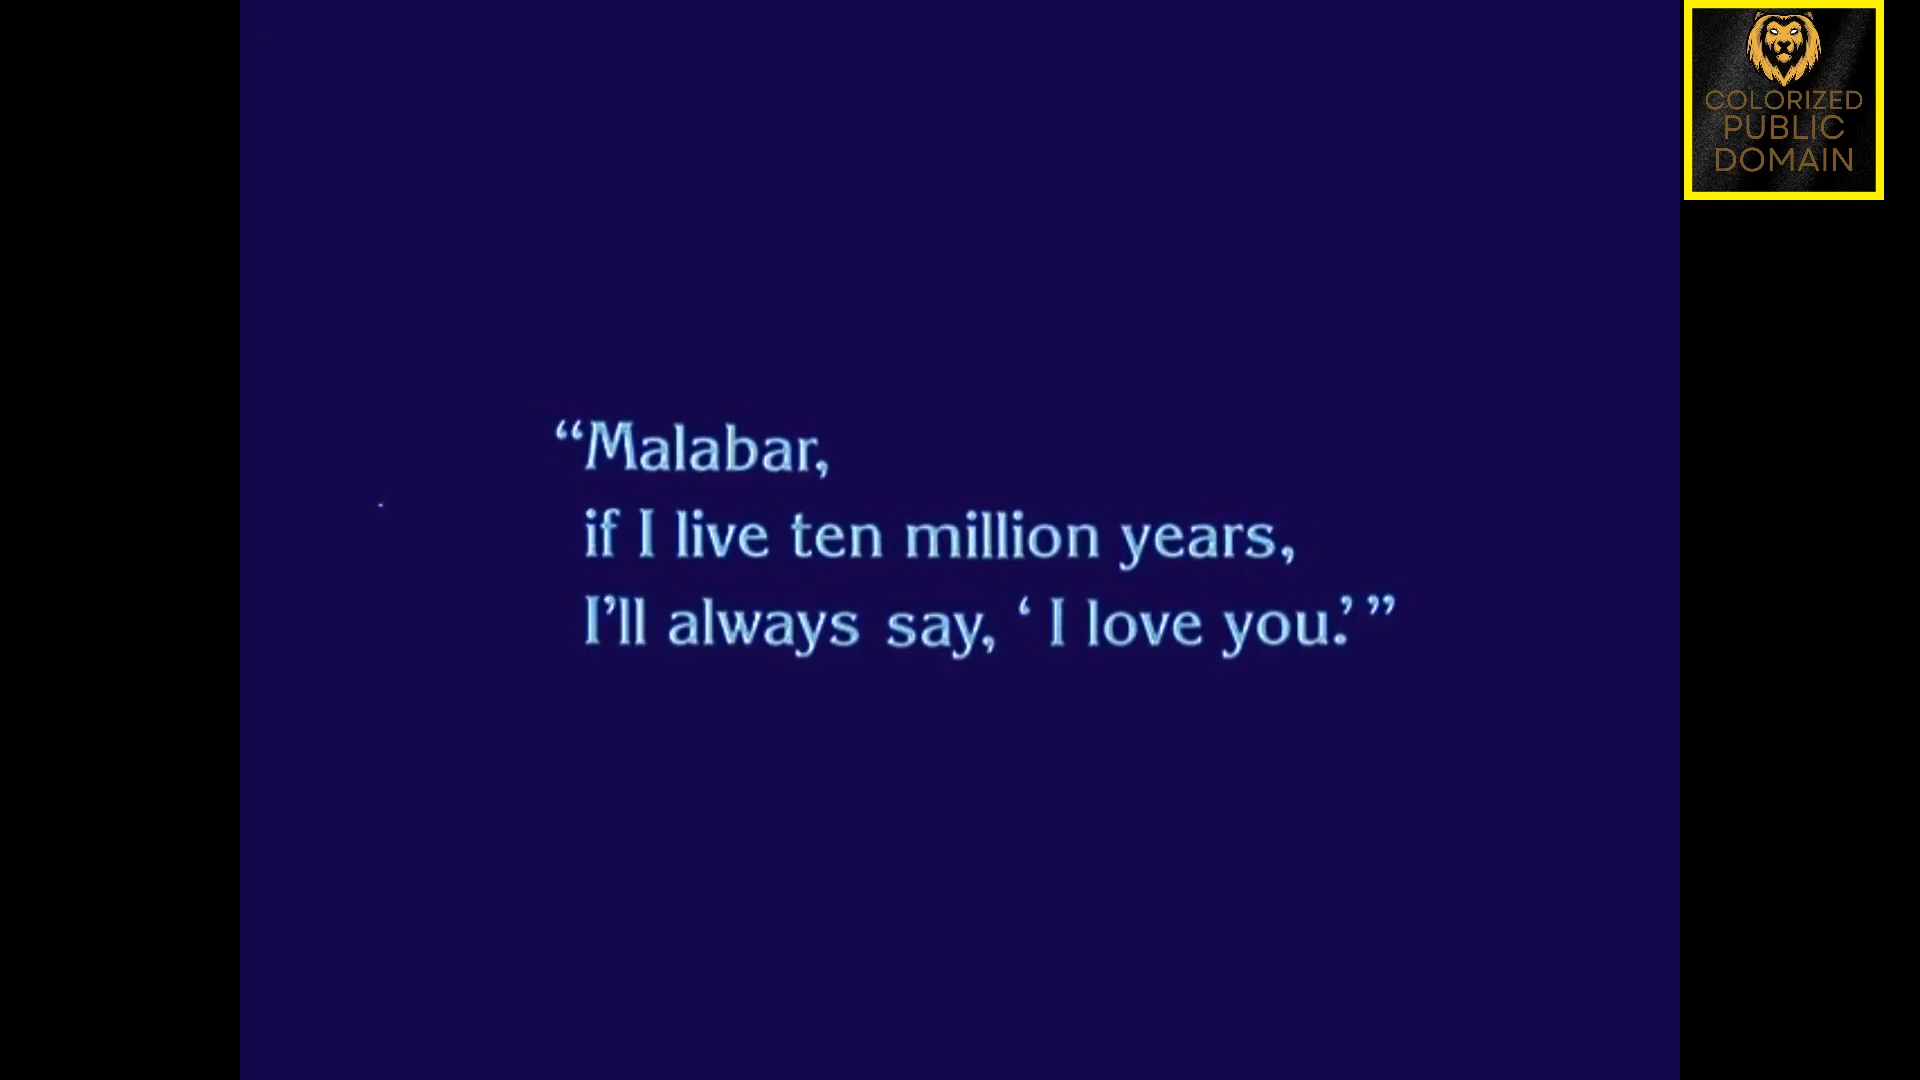 “Malabar,
if I live ten million years,
I’ll always say, ‘ I love you.’ ”
COLORIZED
PUBLIC
DOMAIN